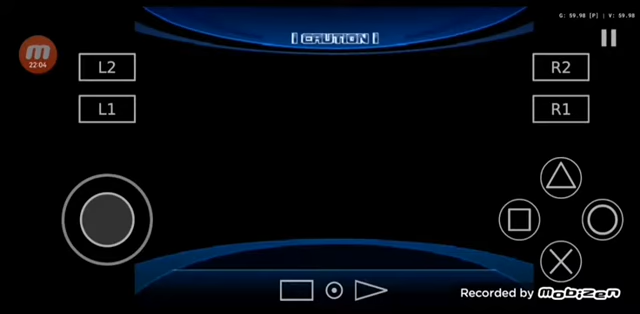 G: 59.98 [P] | V: 59.98
CAUTION
22:04
L2
R2
L1
R1
Recorded by mobizen